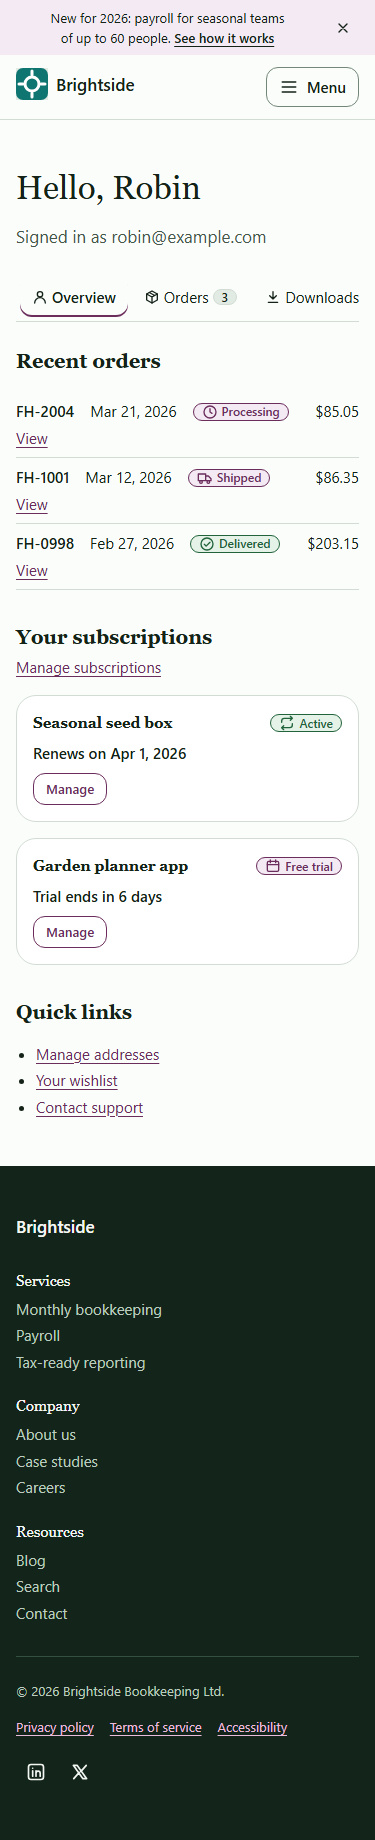 New for 2026: payroll for seasonal teams
of up to 60 people. See how it works
Brightside
Menu
Hello, Robin
Signed in as robin@example.com
Overview Orders 3 Downloads
Recent orders
FH-2004 Mar 21, 2026 Processing $85.05
View
FH-1001 Mar 12, 2026 Shipped $86.35
View
FH-0998 Feb 27, 2026 Delivered $203.15
View
Your subscriptions
Manage subscriptions
Seasonal seed box Active
Renews on Apr 1, 2026
Manage
Garden planner app Free trial
Trial ends in 6 days
Manage
Quick links
Manage addresses
Your wishlist
Contact support
Brightside
Services
Monthly bookkeeping
Payroll
Tax-ready reporting
Company
About us
Case studies
Careers
Resources
Blog
Search
Contact
© 2026 Brightside Bookkeeping Ltd.
Privacy policy Terms of service Accessibility